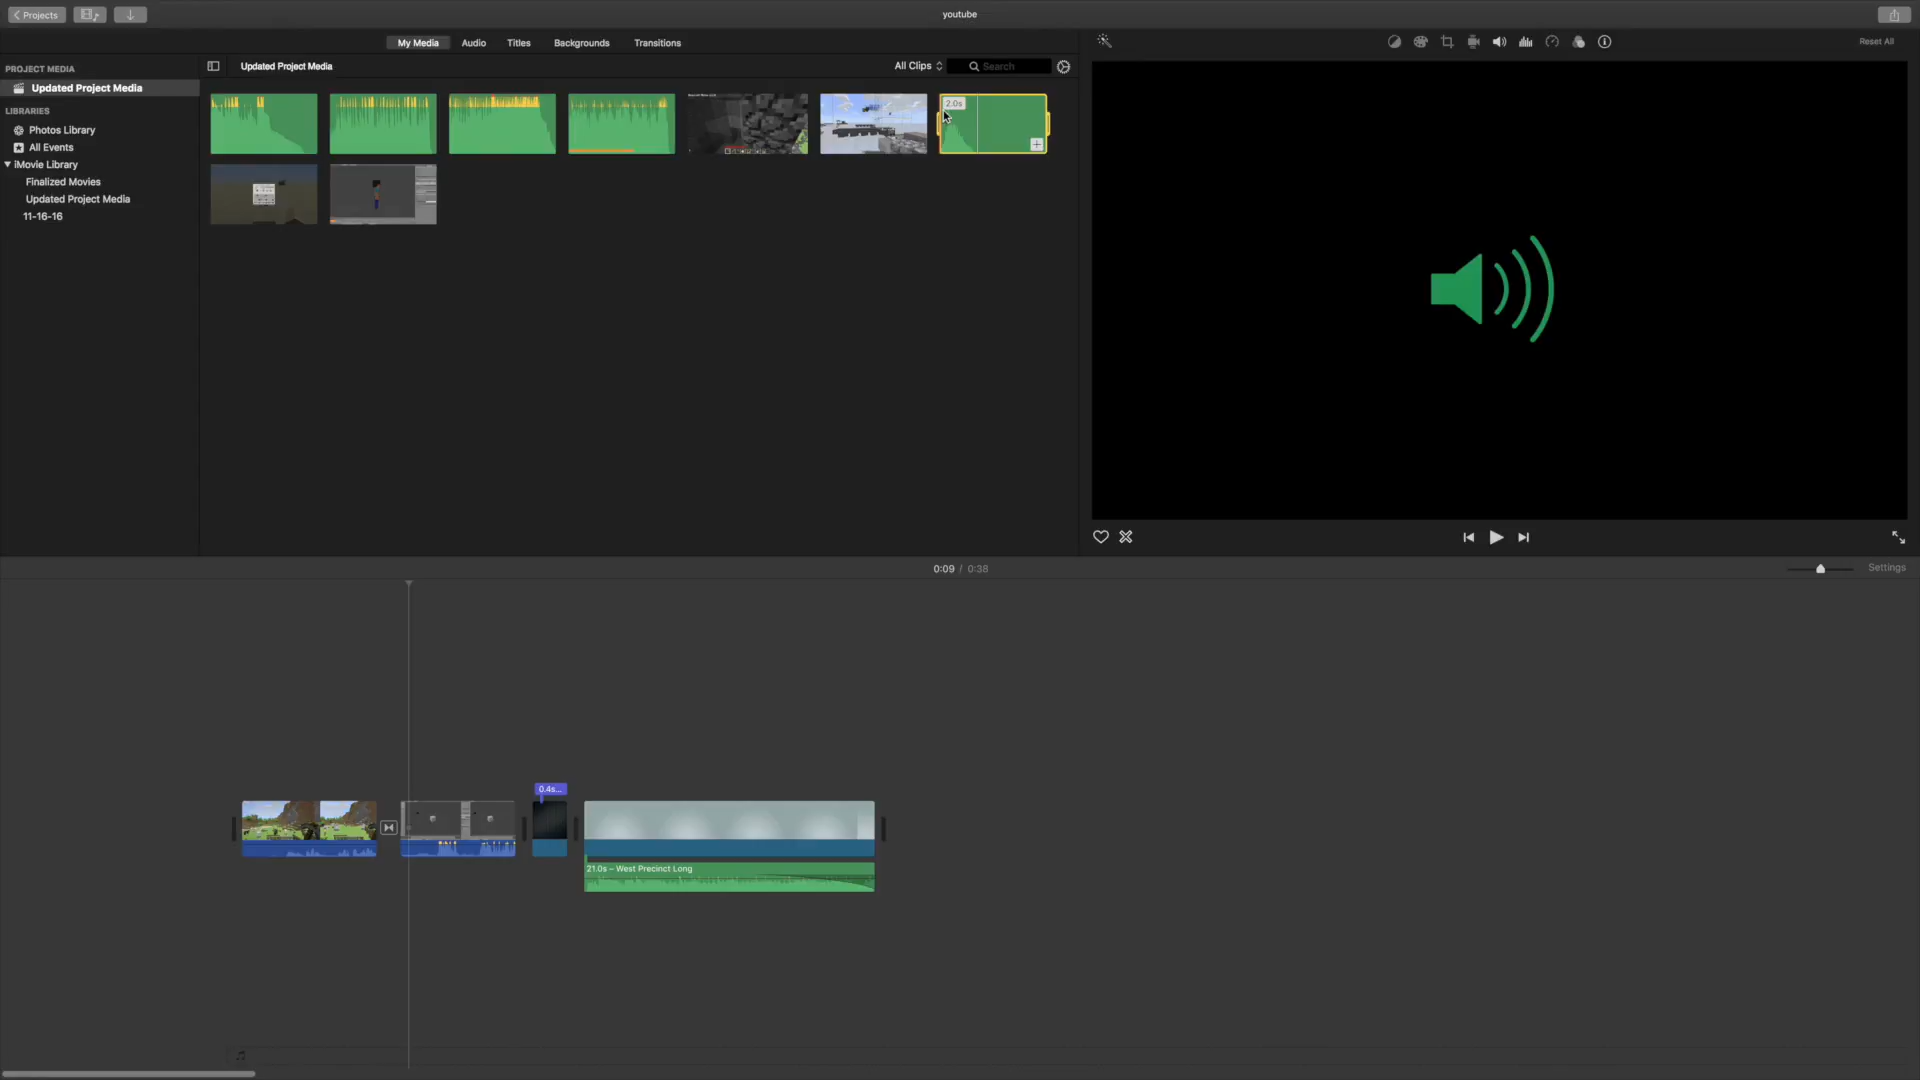 Projects
youtube
My Media
Audio
Titles
Backgrounds
Transitions
Reset All
PROJECT MEDIA
Updated Project Media
LIBRARIES
Photos Library
All Events
iMovie Library
Finalized Movies
Updated Project Media
11-16-16
Updated Project Media
All Clips
Search
2.0s
0:09 / 0:38
Settings
0.4s...
21.0s – West Precinct Long